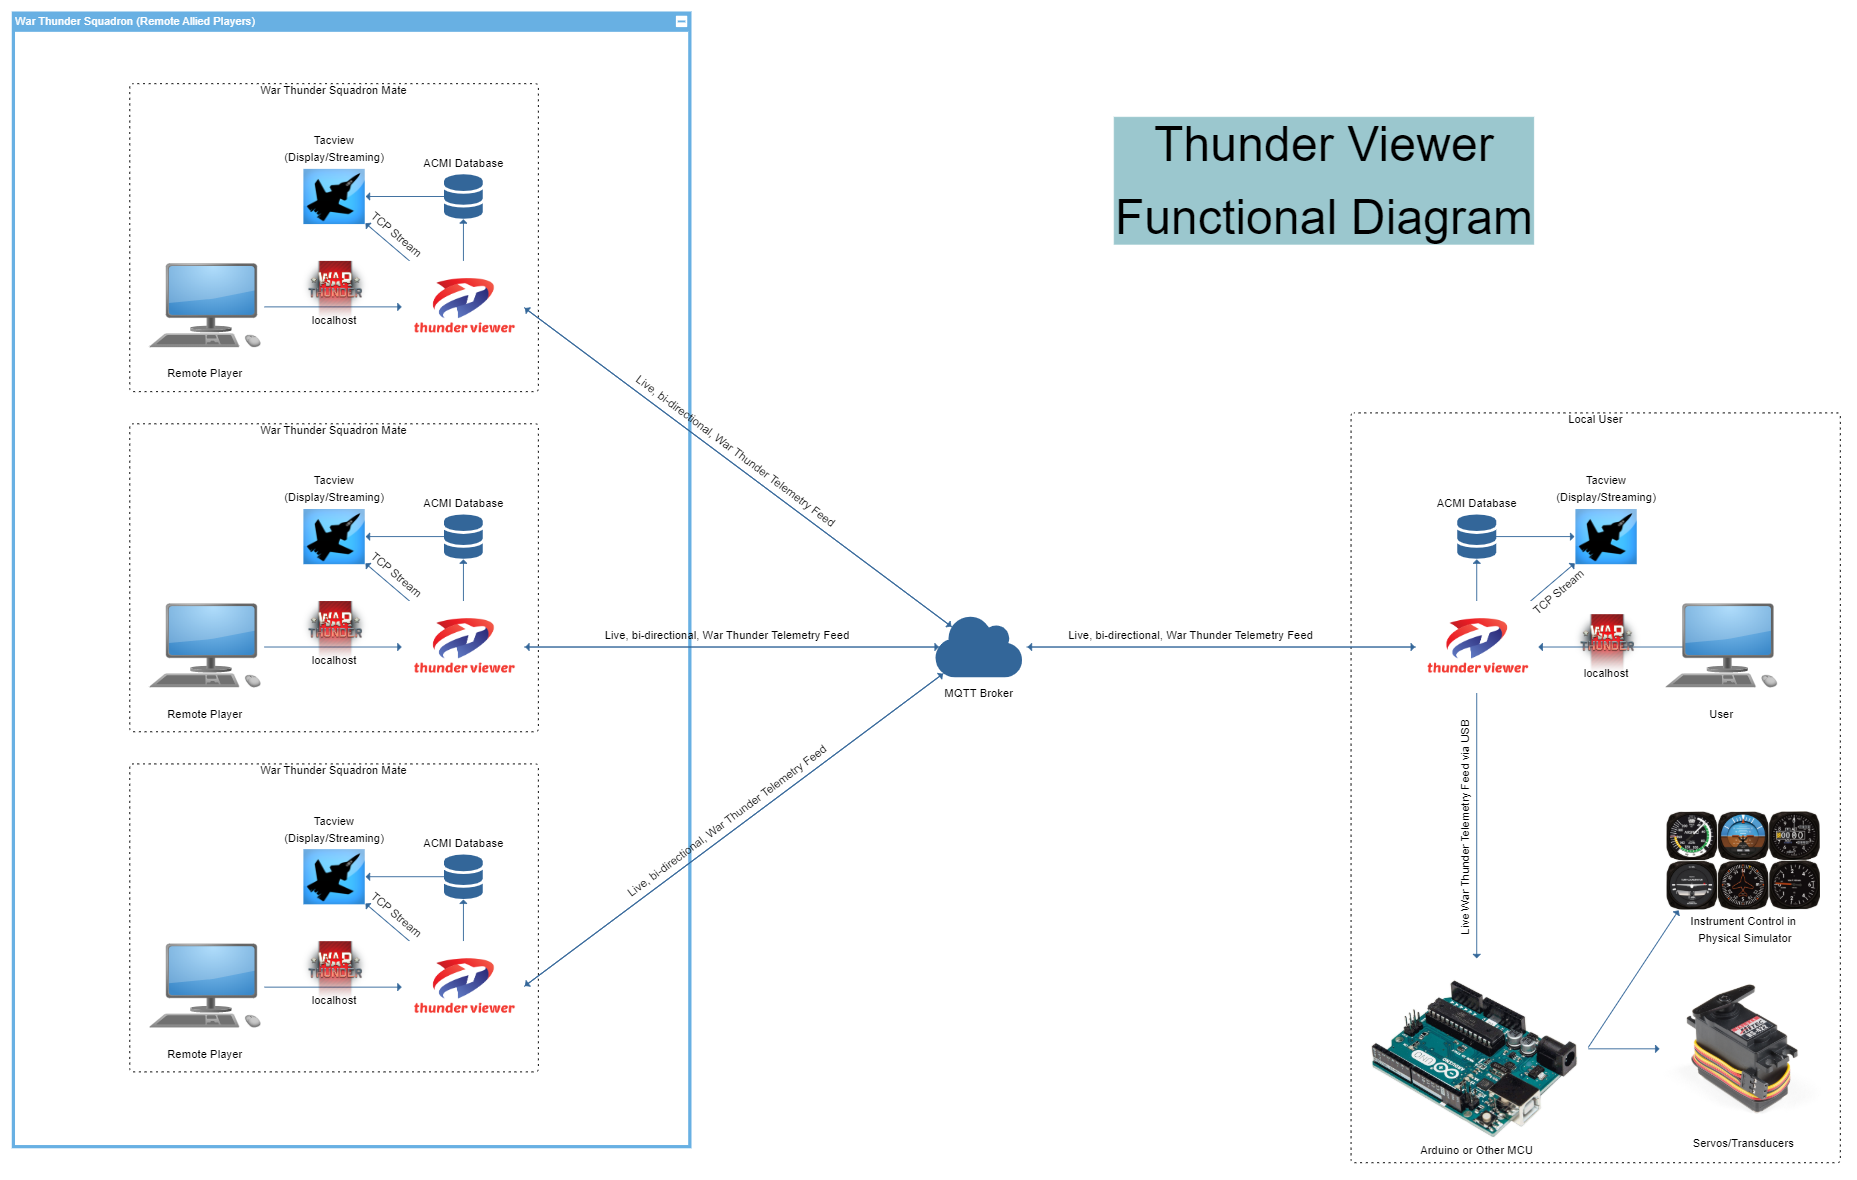 War Thunder Squadron (Remote Allied Players)
Thunder Viewer
Functional Diagram
War Thunder Squadron Mate
Tacview
(Display/Streaming)
ACMI Database
TCP Stream
WAR
THUNDER
localhost
thunder viewer
Remote Player
Live, bi-directional, War Thunder Telemetry Feed
War Thunder Squadron Mate
Tacview
(Display/Streaming)
ACMI Database
TCP Stream
WAR
THUNDER
localhost
thunder viewer
Remote Player
Live, bi-directional, War Thunder Telemetry Feed
War Thunder Squadron Mate
Tacview
(Display/Streaming)
ACMI Database
TCP Stream
WAR
THUNDER
localhost
thunder viewer
Remote Player
Live, bi-directional, War Thunder Telemetry Feed
MQTT Broker
Live, bi-directional, War Thunder Telemetry Feed
Local User
Tacview
(Display/Streaming)
ACMI Database
TCP Stream
WAR
THUNDER
localhost
thunder viewer
User
Live War Thunder Telemetry Feed via USB
Instrument Control in
Physical Simulator
UNO
ARDUINO
Arduino or Other MCU
Servos/Transducers